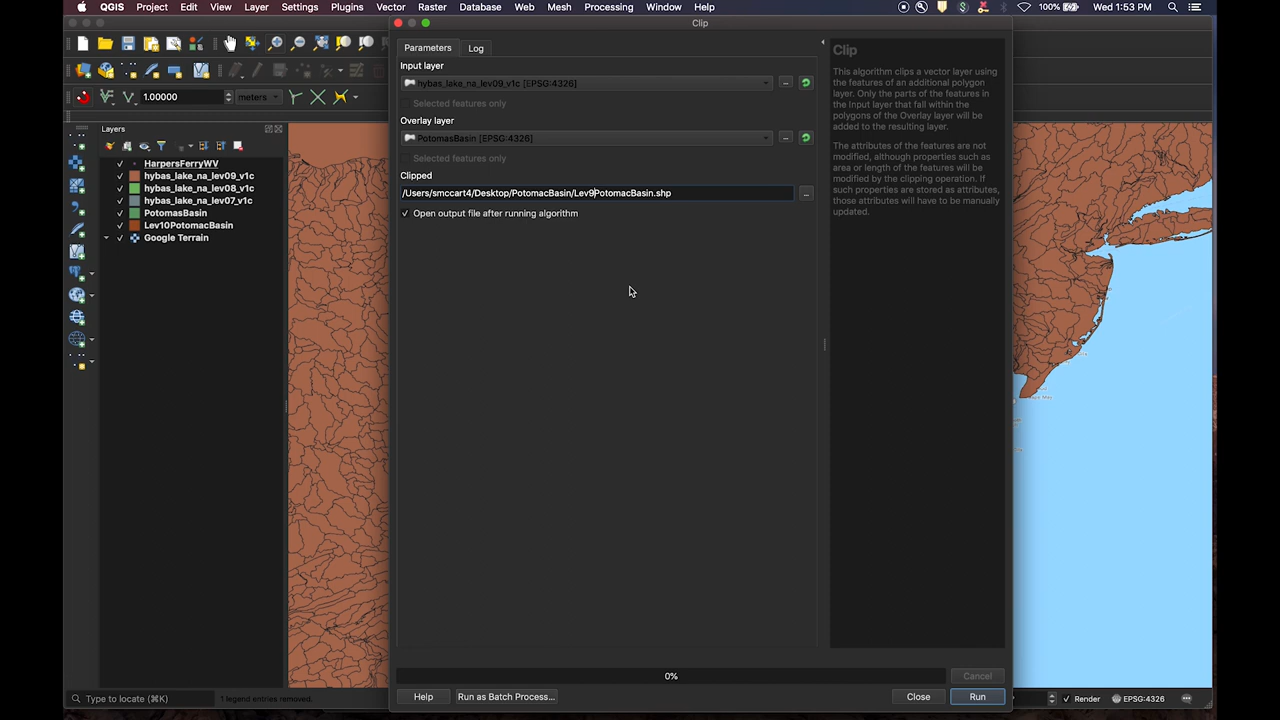 QGIS Project Edit View Layer Settings Plugins Vector Raster Database Web Mesh Processing Window Help 100% Wed 1:53 PM
Clip
1.00000 meters
Parameters Log
Input layer
hybas_lake_na_lev09_v1c [EPSG:4326]
Selected features only
Overlay layer
PotomasBasin [EPSG:4326]
Selected features only
Clipped
/Users/smccart4/Desktop/PotomacBasin/Lev9PotomacBasin.shp
Open output file after running algorithm
Clip
This algorithm clips a vector layer using
the features of an additional polygon
layer. Only the parts of the features in
the Input layer that fall within the
polygons of the Overlay layer will be
added to the resulting layer.
The attributes of the features are not
modified, although properties such as
area or length of the features will be
modified by the clipping operation. If
such properties are stored as attributes,
those attributes will have to be manually
updated.
Layers
HarpersFerryWV
hybas_lake_na_lev09_v1c
hybas_lake_na_lev08_v1c
hybas_lake_na_lev07_v1c
PotomasBasin
Lev10PotomacBasin
Google Terrain
0%
Cancel
Help Run as Batch Process... Close Run
Type to locate (⌘K) 1 legend entries removed. Render EPSG:4326